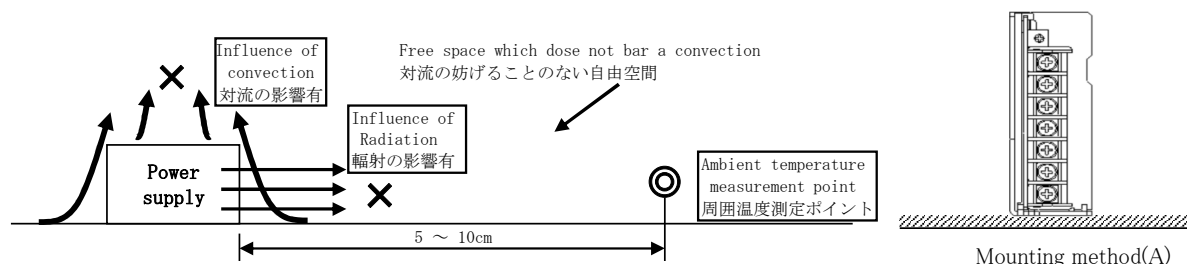 Influence of
convection
対流の影響有
Free space which dose not bar a convection
対流の妨げることのない自由空間
Influence of
Radiation
輻射の影響有
Power
supply
Ambient temperature
measurement point
周囲温度測定ポイント
5 ～ 10cm
Mounting method(A)